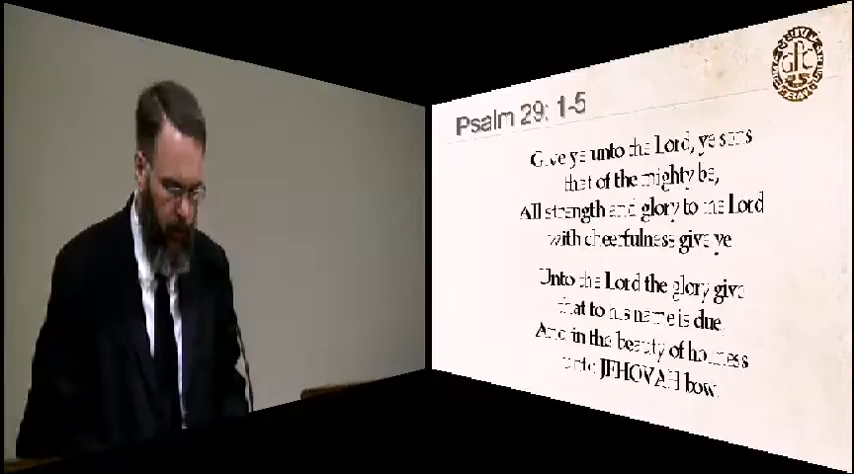 Psalm 29: 1-5
GPC
Give ye unto the Lord, ye sons
that of the mighty be,
All strength and glory to the Lord
with cheerfulness give ye
Unto the Lord the glory give
that to his name is due
And in the beauty of holiness
unto JEHOVAH bow.